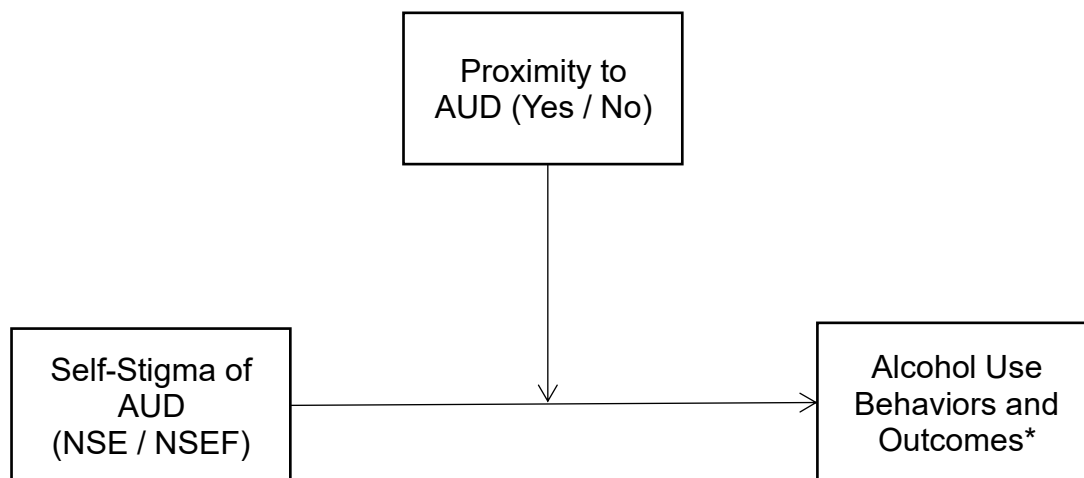 Proximity to
AUD (Yes / No)
Self-Stigma of
AUD
(NSE / NSEF)
Alcohol Use
Behaviors and
Outcomes*